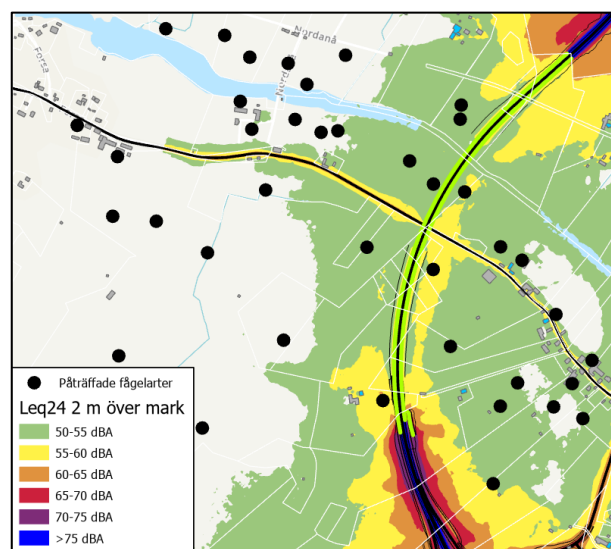 Nordanå
Forsa
Påträffade fågelarter
Leq24 2 m över mark
50-55 dBA
55-60 dBA
60-65 dBA
65-70 dBA
70-75 dBA
>75 dBA